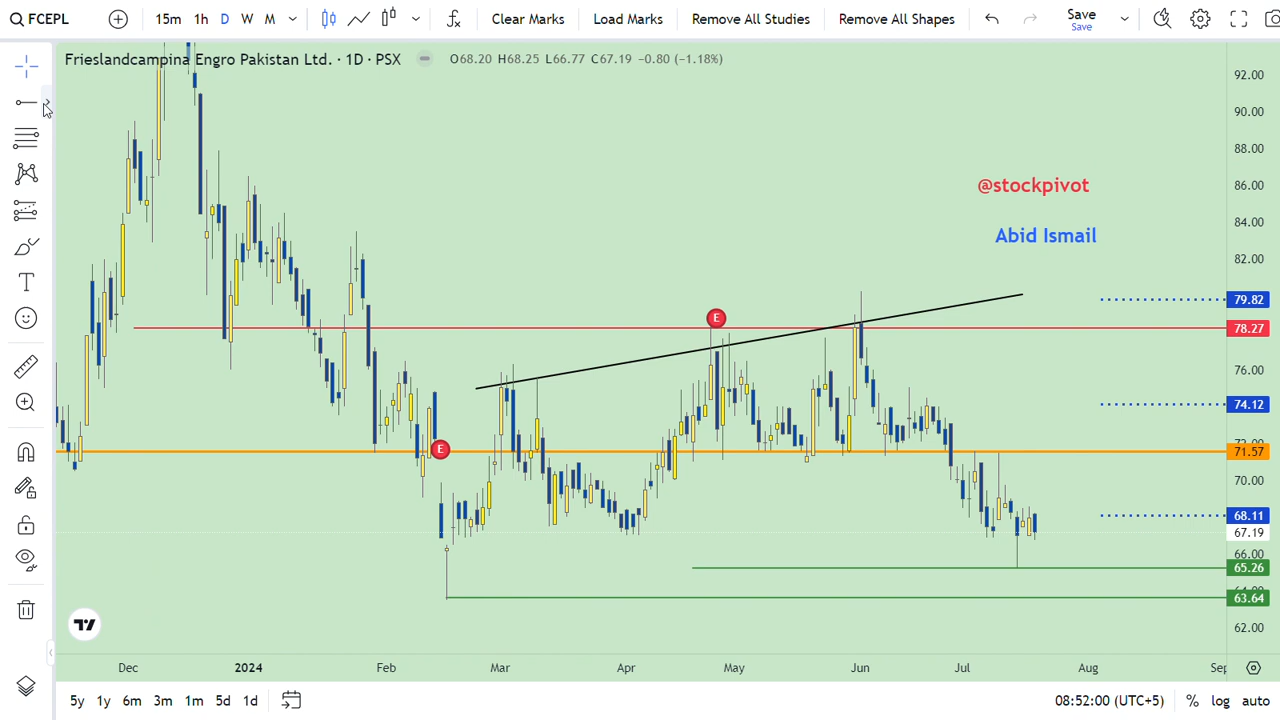 FCEPL 15m 1h D W M Clear Marks Load Marks Remove All Studies Remove All Shapes Save
Save
Frieslandcampina Engro Pakistan Ltd. · 1D · PSX O68.20 H68.25 L66.77 C67.19 −0.80 (−1.18%)
92.00
90.00
88.00
86.00
@stockpivot
84.00
Abid Ismail
82.00
79.82
E
78.27
76.00
74.12
72.00
E
71.57
70.00
68.11
67.19
66.00
65.26
64.00
63.64
62.00
Dec 2024 Feb Mar Apr May Jun Jul Aug Sep
5y 1y 6m 3m 1m 5d 1d 08:52:00 (UTC+5) % log auto